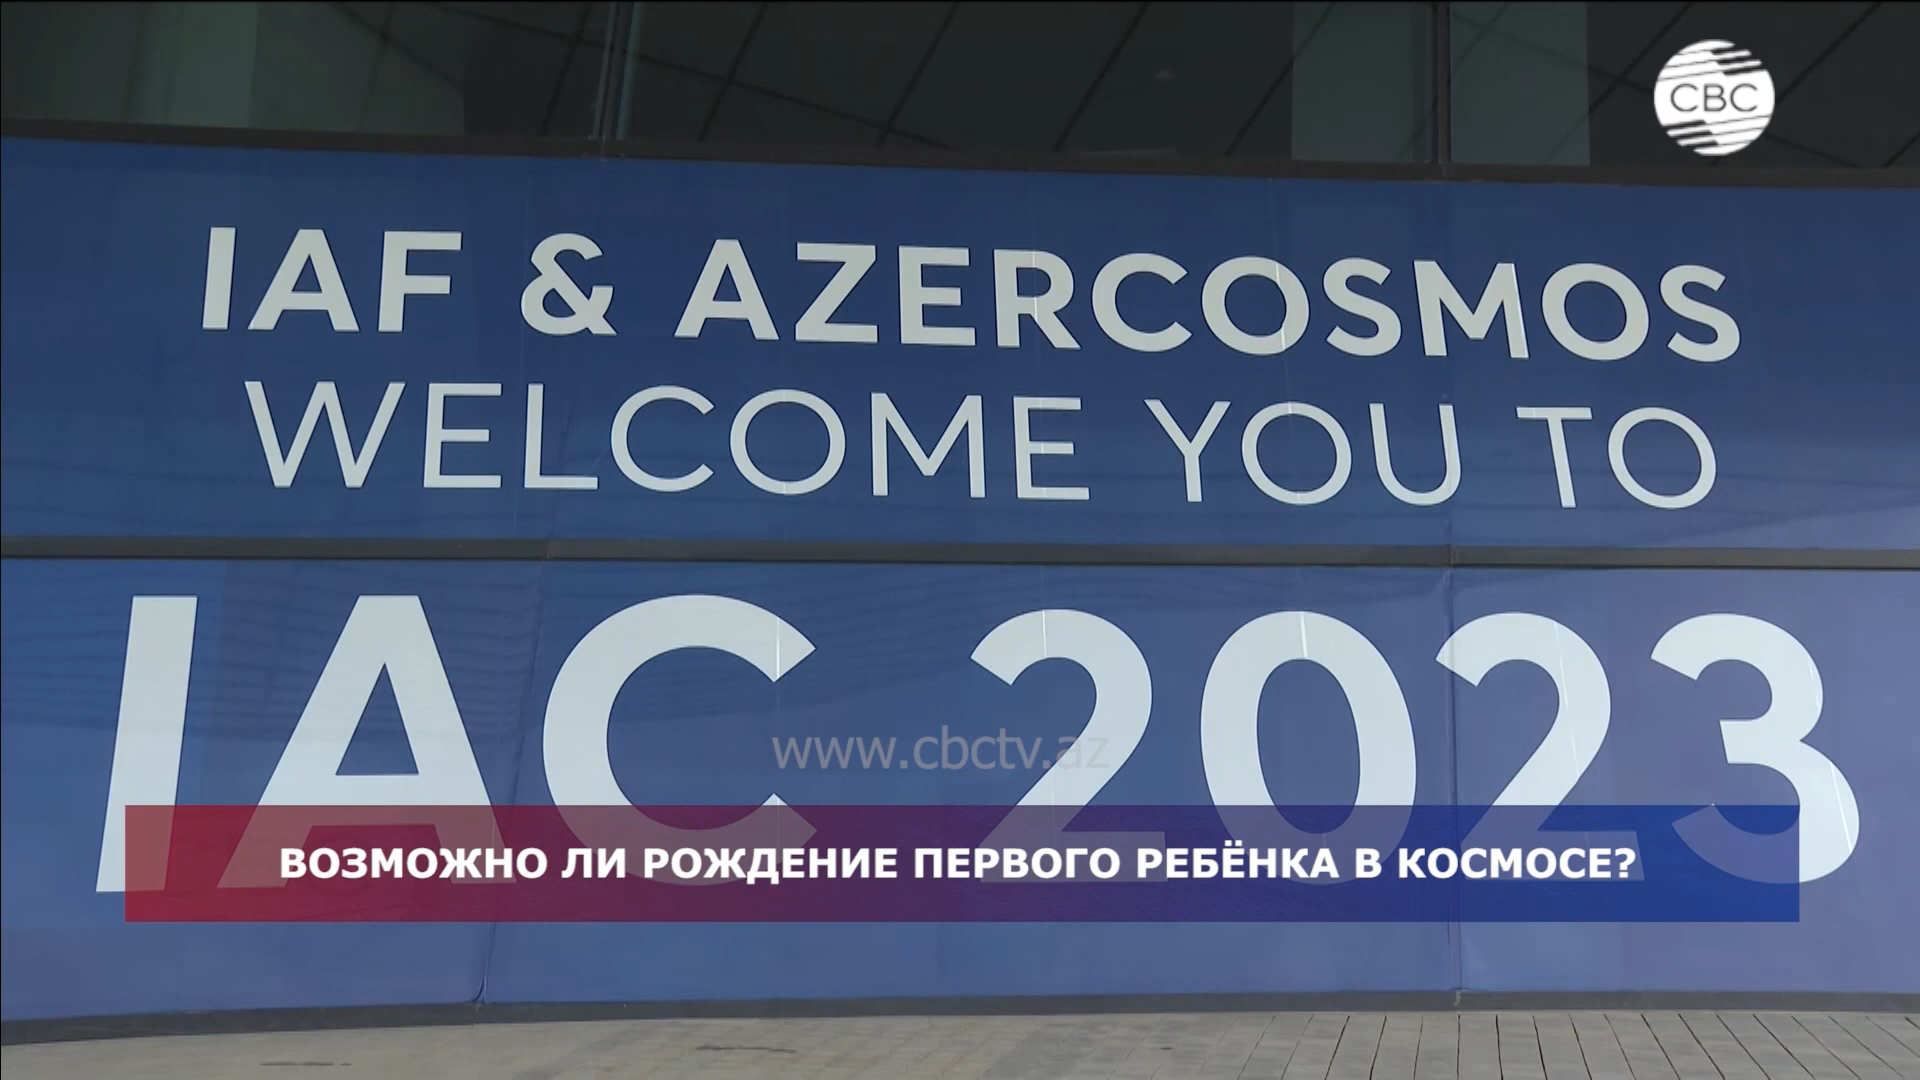 CBC
IAF & AZERCOSMOS
WELCOME YOU TO
IAC 2023
www.cbctv.az
ВОЗМОЖНО ЛИ РОЖДЕНИЕ ПЕРВОГО РЕБЁНКА В КОСМОСЕ?